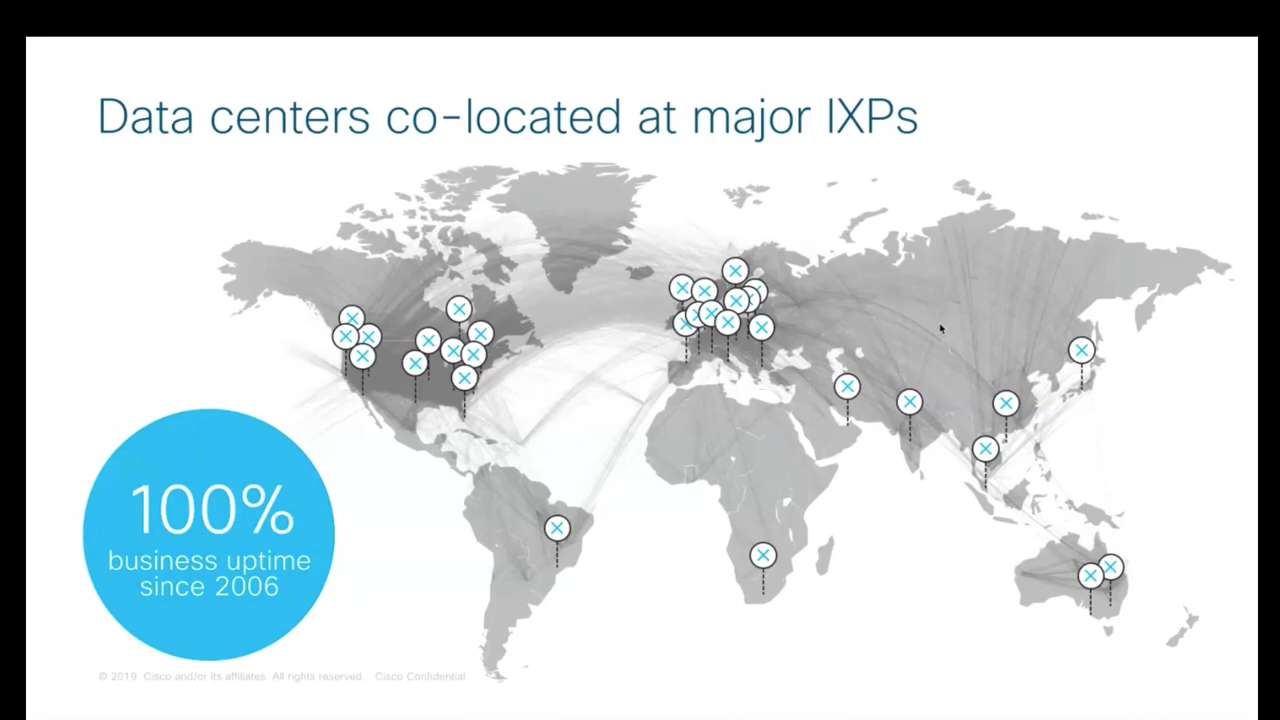 Data centers co-located at major IXPs
100%
business uptime
since 2006
© 2019 Cisco and/or its affiliates. All rights reserved. Cisco Confidential